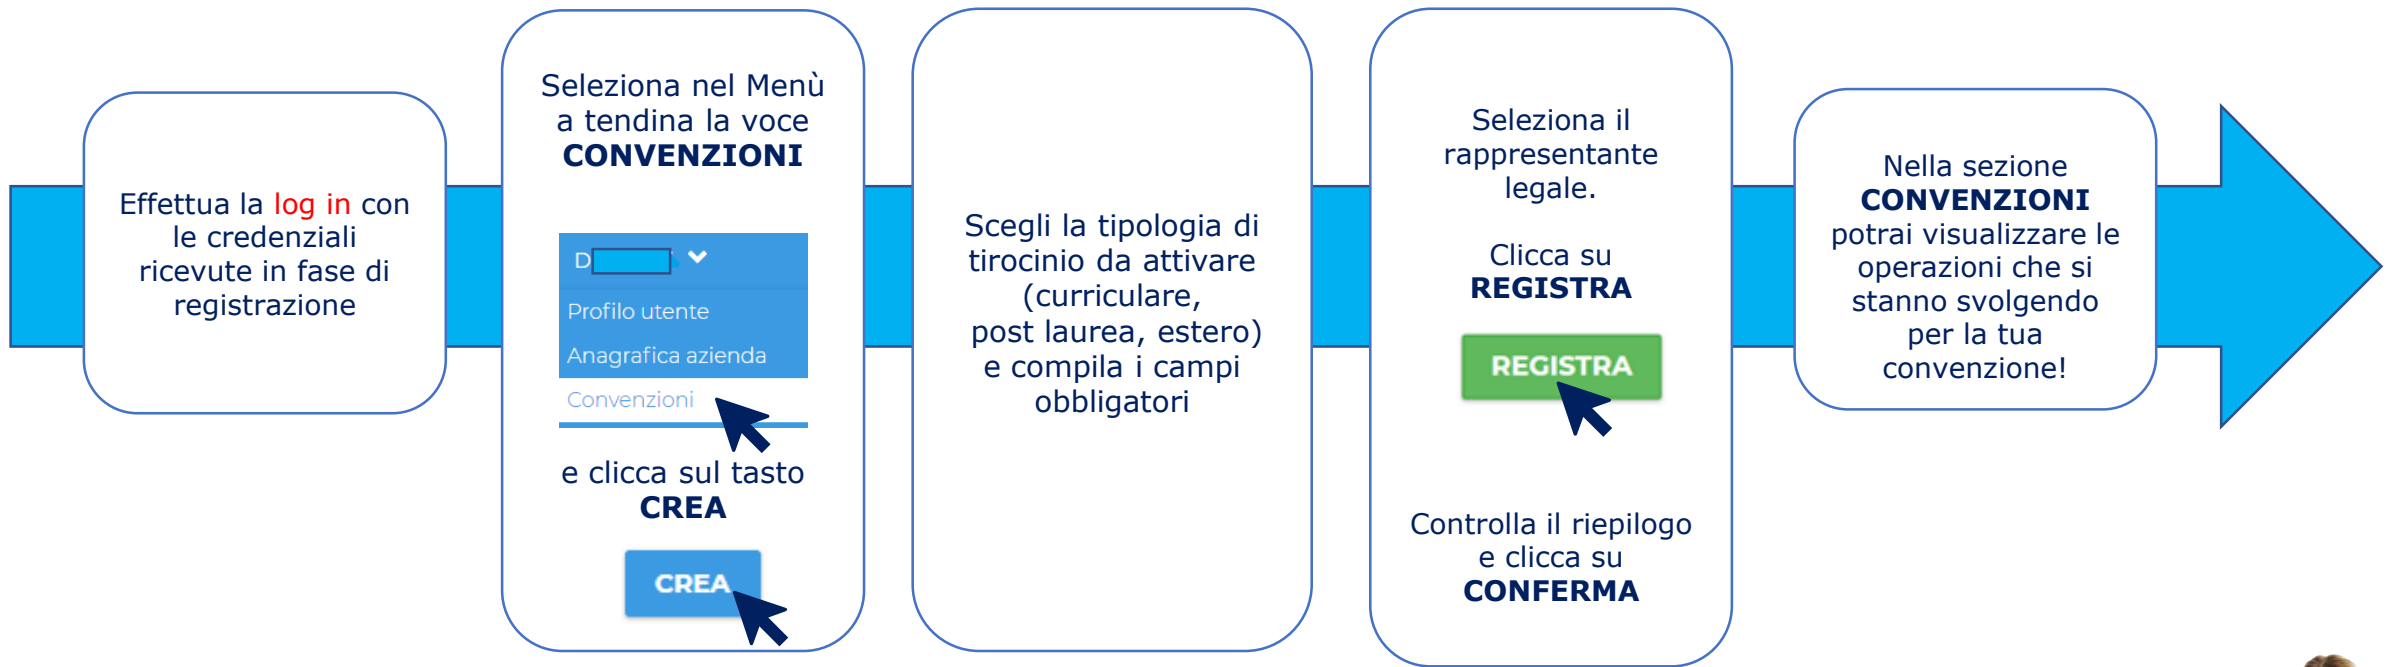 Effettua la log in con
le credenziali
ricevute in fase di
registrazione
Seleziona nel Menù
a tendina la voce
CONVENZIONI
D
Profilo utente
Anagrafica azienda
Convenzioni
e clicca sul tasto
CREA
CREA
Scegli la tipologia di
tirocinio da attivare
(curriculare,
post laurea, estero)
e compila i campi
obbligatori
Seleziona il
rappresentante
legale.
Clicca su
REGISTRA
REGISTRA
Controlla il riepilogo
e clicca su
CONFERMA
Nella sezione
CONVENZIONI
potrai visualizzare le
operazioni che si
stanno svolgendo
per la tua
convenzione!